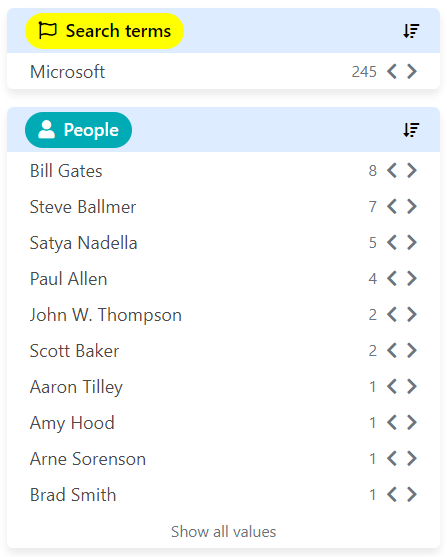 Search terms
Microsoft 245
People
Bill Gates 8
Steve Ballmer 7
Satya Nadella 5
Paul Allen 4
John W. Thompson 2
Scott Baker 2
Aaron Tilley 1
Amy Hood 1
Arne Sorenson 1
Brad Smith 1
Show all values